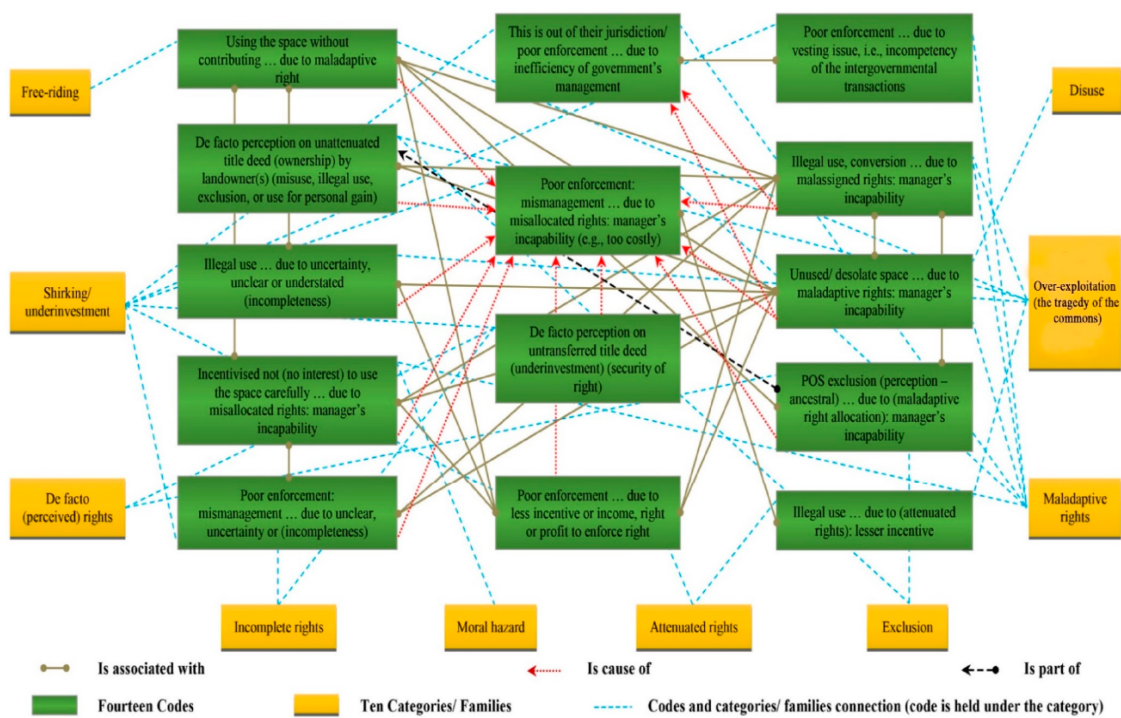 Using the space without
contributing … due to maladaptive
right
This is out of their jurisdiction/
poor enforcement … due to
inefficiency of government's
management
Poor enforcement … due to
vesting issue, i.e., incompetency
of the intergovernmental
transactions
Free-riding
Disuse
De facto perception on unattenuated
title deed (ownership) by
landowner(s) (misuse, illegal use,
exclusion, or use for personal gain)
Poor enforcement:
mismanagement … due to
misallocated rights: manager's
incapability (e.g., too costly)
Illegal use, conversion … due to
malassigned rights: manager's
incapability
Shirking/
underinvestment
Illegal use … due to uncertainty,
unclear or understated
(incompleteness)
Unused/ desolate space … due to
maladaptive rights: manager's
incapability
Over-exploitation
(the tragedy of the
commons)
De facto perception on
untransferred title deed
(underinvestment) (security of
right)
Incentivised not (no interest) to use
the space carefully … due to
misallocated rights: manager's
incapability
POS exclusion (perception –
ancestral) … due to (maladaptive
right allocation): manager's
incapability
De facto
(perceived) rights
Poor enforcement:
mismanagement … due to unclear,
uncertainty or (incompleteness)
Poor enforcement … due to
less incentive or income, right
or profit to enforce right
Illegal use … due to (attenuated
rights): lesser incentive
Maladaptive
rights
Incomplete rights
Moral hazard
Attenuated rights
Exclusion
Is associated with
Is cause of
Is part of
Fourteen Codes
Ten Categories/ Families
Codes and categories/ families connection (code is held under the category)